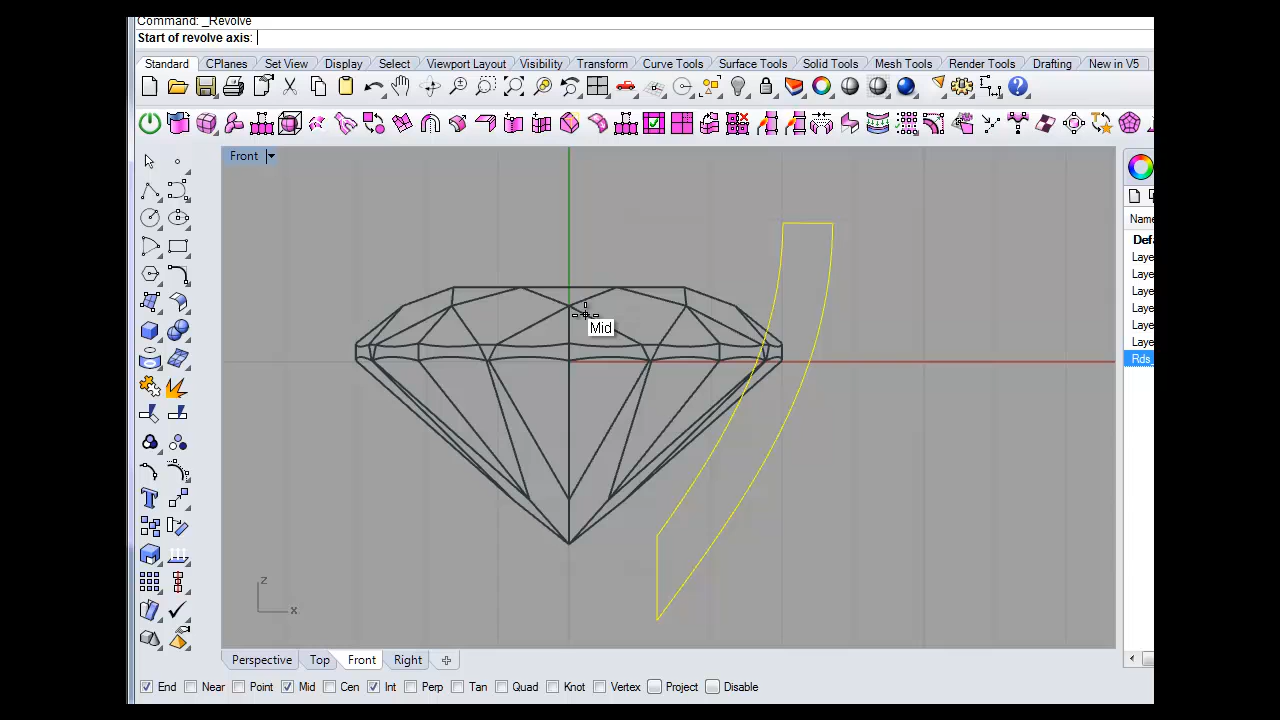 Command: _Revolve
Start of revolve axis:
Standard CPlanes Set View Display Select Viewport Layout Visibility Transform Curve Tools Surface Tools Solid Tools Mesh Tools Render Tools Drafting New in V5
Front
Name
Defa
Laye
Laye
Laye
Laye
Laye
Laye
Rds
Mid
z
x
Perspective Top Front Right
End Near Point Mid Cen Int Perp Tan Quad Knot Vertex Project Disable